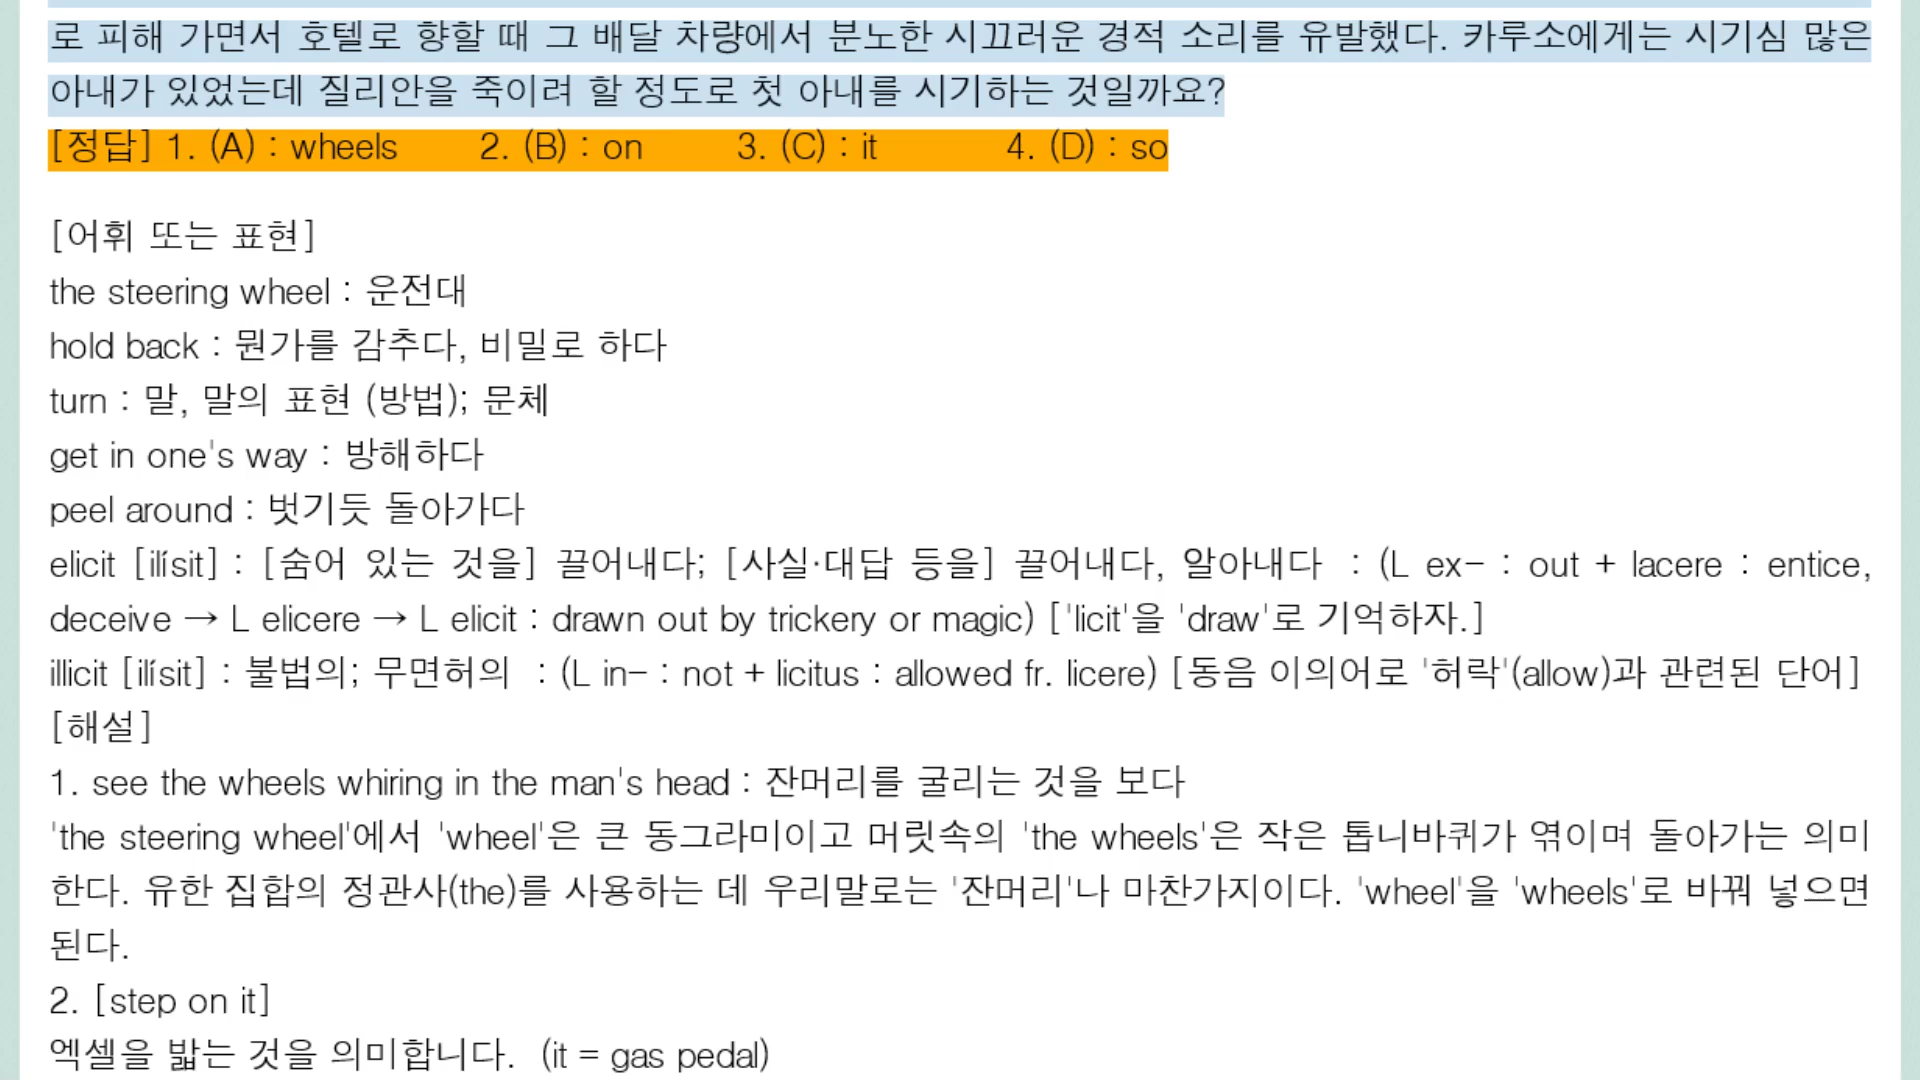 로 피해 가면서 호텔로 향할 때 그 배달 차량에서 분노한 시끄러운 경적 소리를 유발했다. 카루소에게는 시기심 많은
아내가 있었는데 질리안을 죽이려 할 정도로 첫 아내를 시기하는 것일까요?
[정답] 1. (A) : wheels 2. (B) : on 3. (C) : it 4. (D) : so
[어휘 또는 표현]
the steering wheel : 운전대
hold back : 뭔가를 감추다, 비밀로 하다
turn : 말, 말의 표현 (방법); 문체
get in one's way : 방해하다
peel around : 벗기듯 돌아가다
elicit [ilísit] : [숨어 있는 것을] 끌어내다; [사실·대답 등을] 끌어내다, 알아내다 : (L ex- : out + lacere : entice,
deceive → L elicere → L elicit : drawn out by trickery or magic) ['licit'을 'draw'로 기억하자.]
illicit [ilísit] : 불법의; 무면허의 : (L in- : not + licitus : allowed fr. licere) [동음 이의어로 '허락'(allow)과 관련된 단어]
[해설]
1. see the wheels whiring in the man's head : 잔머리를 굴리는 것을 보다
'the steering wheel'에서 'wheel'은 큰 동그라미이고 머릿속의 'the wheels'은 작은 톱니바퀴가 엮이며 돌아가는 의미
한다. 유한 집합의 정관사(the)를 사용하는 데 우리말로는 '잔머리'나 마찬가지이다. 'wheel'을 'wheels'로 바꿔 넣으면
된다.
2. [step on it]
엑셀을 밟는 것을 의미합니다. (it = gas pedal)